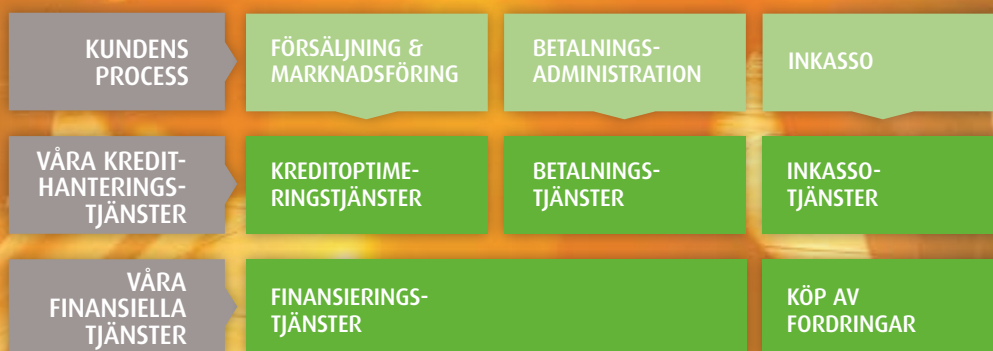 KUNDENS
PROCESS
FÖRSÄLJNING &
MARKNADSFÖRING
BETALNINGS-
ADMINISTRATION
INKASSO
VÅRA KREDIT-
HANTERINGS-
TJÄNSTER
KREDITOPTIME-
RINGSTJÄNSTER
BETALNINGS-
TJÄNSTER
INKASSO-
TJÄNSTER
VÅRA
FINANSIELLA
TJÄNSTER
FINANSIERINGS-
TJÄNSTER
KÖP AV
FORDRINGAR